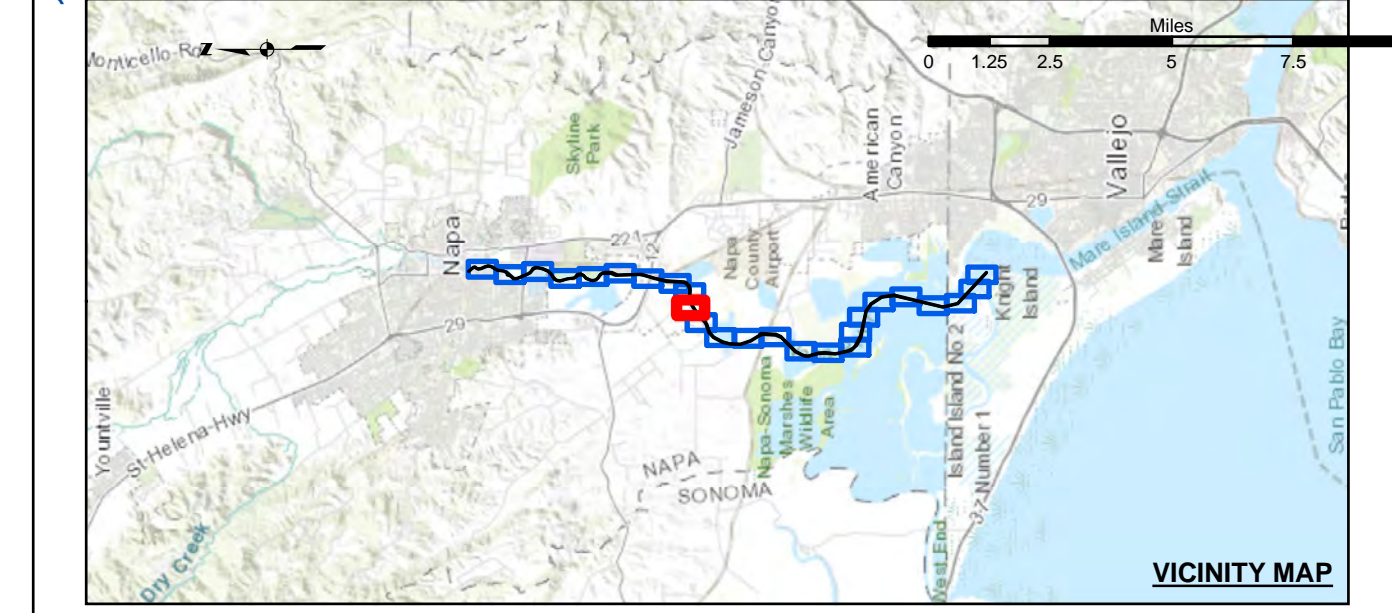 Miles
0 1.25 2.5 5 7.5
Monticello-Rd
Z
Skyline
Park
Jameson Canyon
American
Canyon
Vallejo
29
Mare Island Strait
Mare
Island
Napa
221
12
Napa
County
Airport
Knight
Island
29
Yountville
St-Helena-Hwy
Dry Creek
NAPA
SONOMA
Napa-Sonoma
Marshes
Wildlife
Area
Island Island No 2
Number 1
37
West End
San Pablo Bay
VICINITY MAP